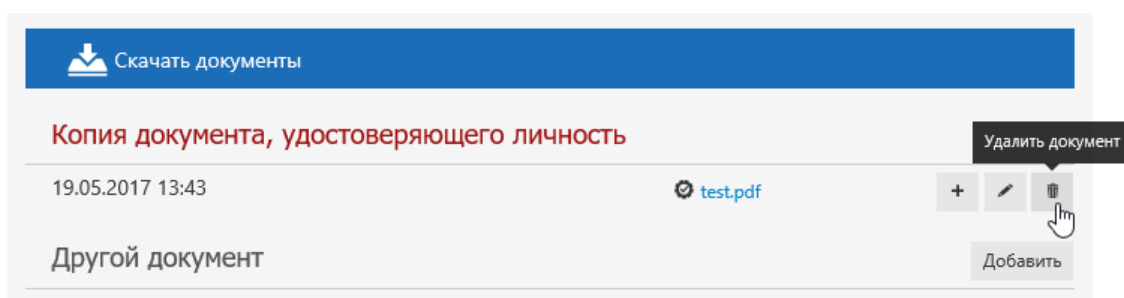 Скачать документы
Копия документа, удостоверяющего личность
Удалить документ
19.05.2017 13:43 test.pdf
Другой документ Добавить